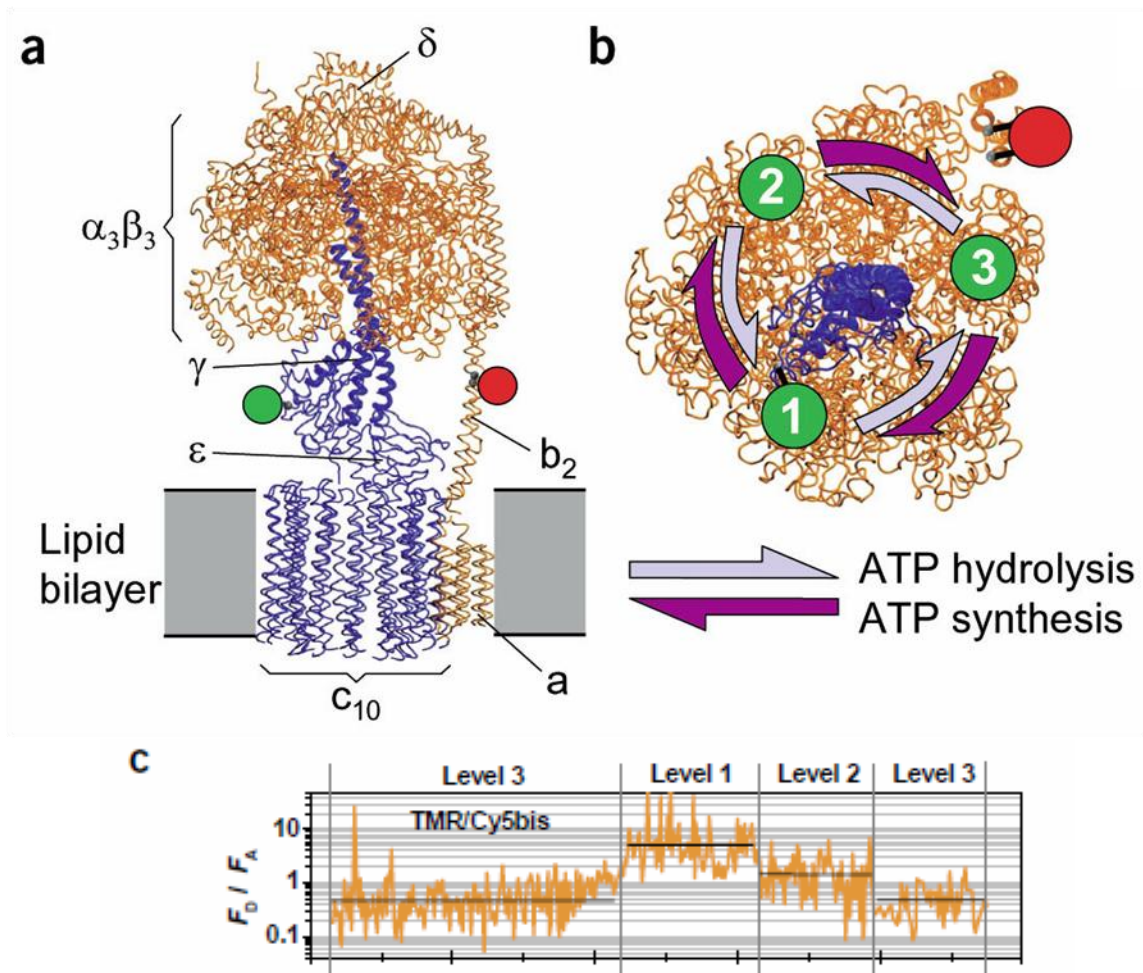 a
δ
α3β3
γ
ε
b2
Lipid
bilayer
a
c10
b
2
3
1
ATP hydrolysis
ATP synthesis
c
Level 3
Level 1
Level 2
Level 3
TMR/Cy5bis
10
1
0.1
FD / FA